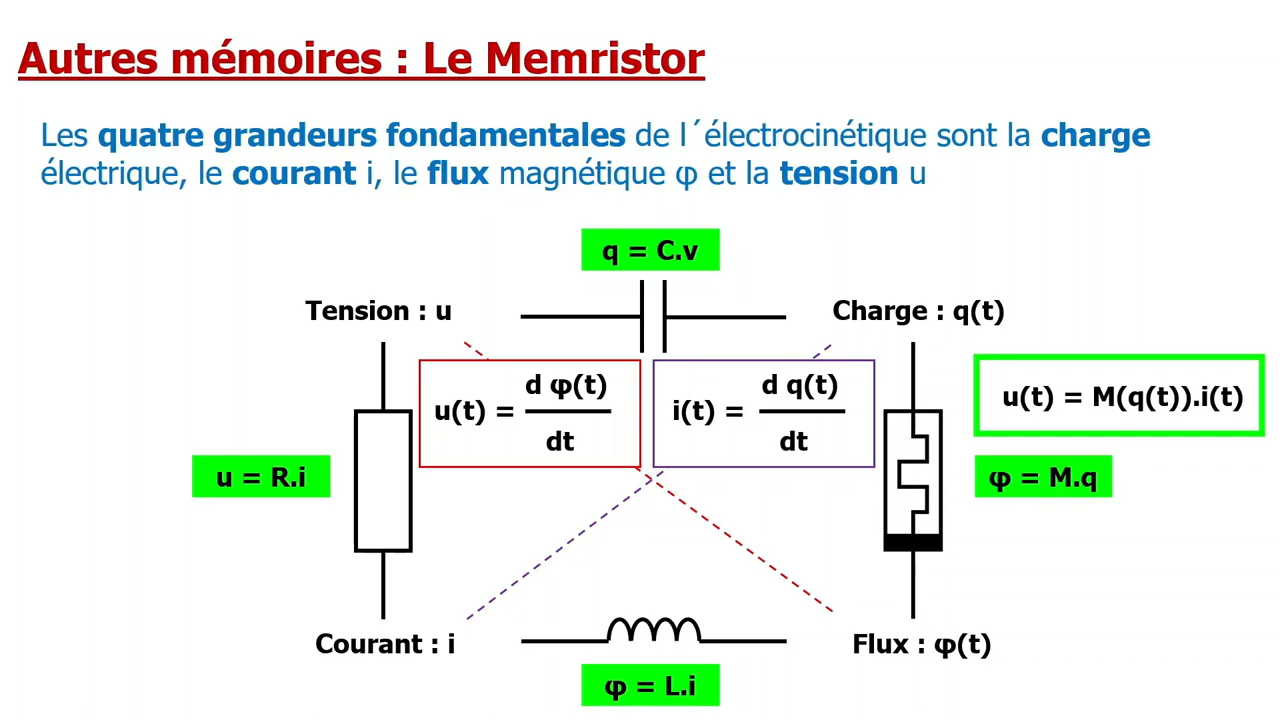 Autres mémoires : Le Memristor
Les quatre grandeurs fondamentales de l´électrocinétique sont la charge
électrique, le courant i, le flux magnétique φ et la tension u
q = C.v
Tension : u
Charge : q(t)
u(t) = d φ(t) / dt
i(t) = d q(t) / dt
u(t) = M(q(t)).i(t)
u = R.i
φ = M.q
Courant : i
Flux : φ(t)
φ = L.i